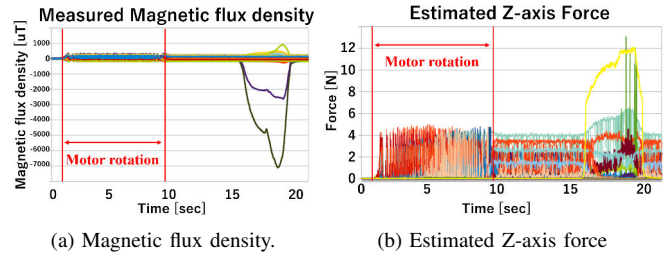 Measured Magnetic flux density
Magnetic flux density [uT]
1000
0
-1000
-2000
-3000
-4000
-5000
-6000
-7000
Motor rotation
0 5 10 15 20
Time [sec]
(a) Magnetic flux density.
Estimated Z-axis Force
Force [N]
12
10
8
6
4
2
0
Motor rotation
0 5 10 15 20
Time [sec]
(b) Estimated Z-axis force